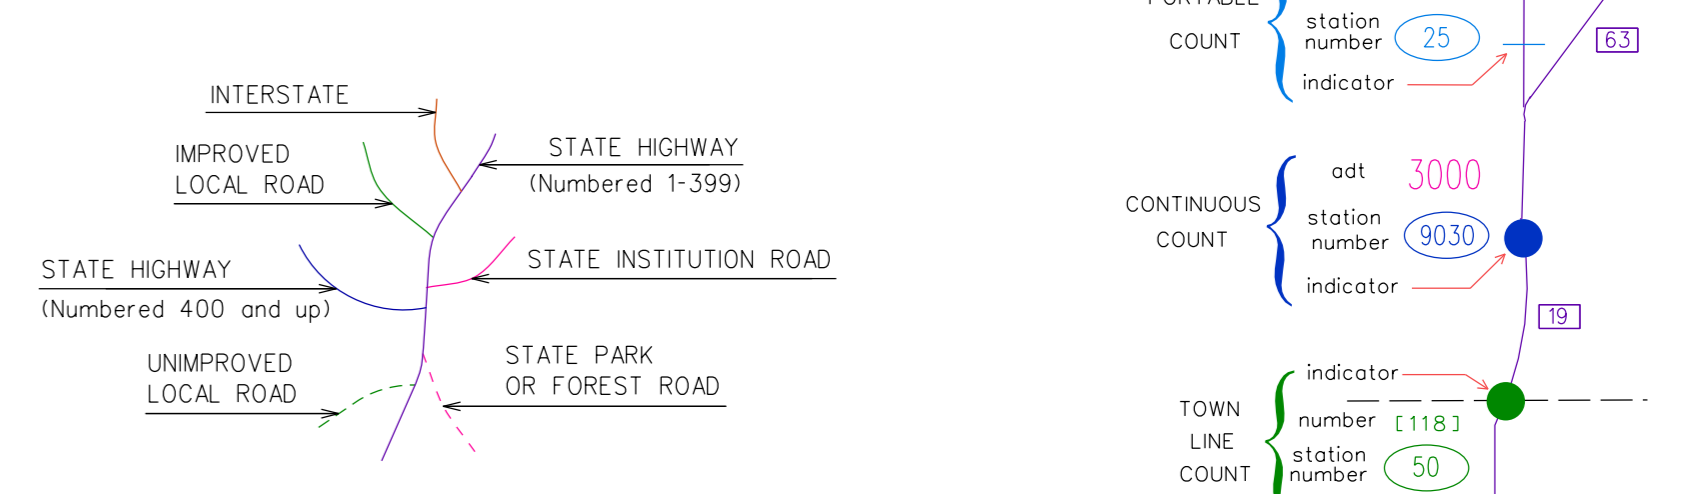 INTERSTATE
IMPROVED
LOCAL ROAD
STATE HIGHWAY
(Numbered 1-399)
STATE HIGHWAY
(Numbered 400 and up)
STATE INSTITUTION ROAD
UNIMPROVED
LOCAL ROAD
STATE PARK
OR FOREST ROAD
PORTABLE
COUNT
station
number
25
indicator
63
CONTINUOUS
COUNT
adt
3000
station
number
9030
indicator
19
TOWN
LINE
COUNT
indicator
number
[118]
station
number
50